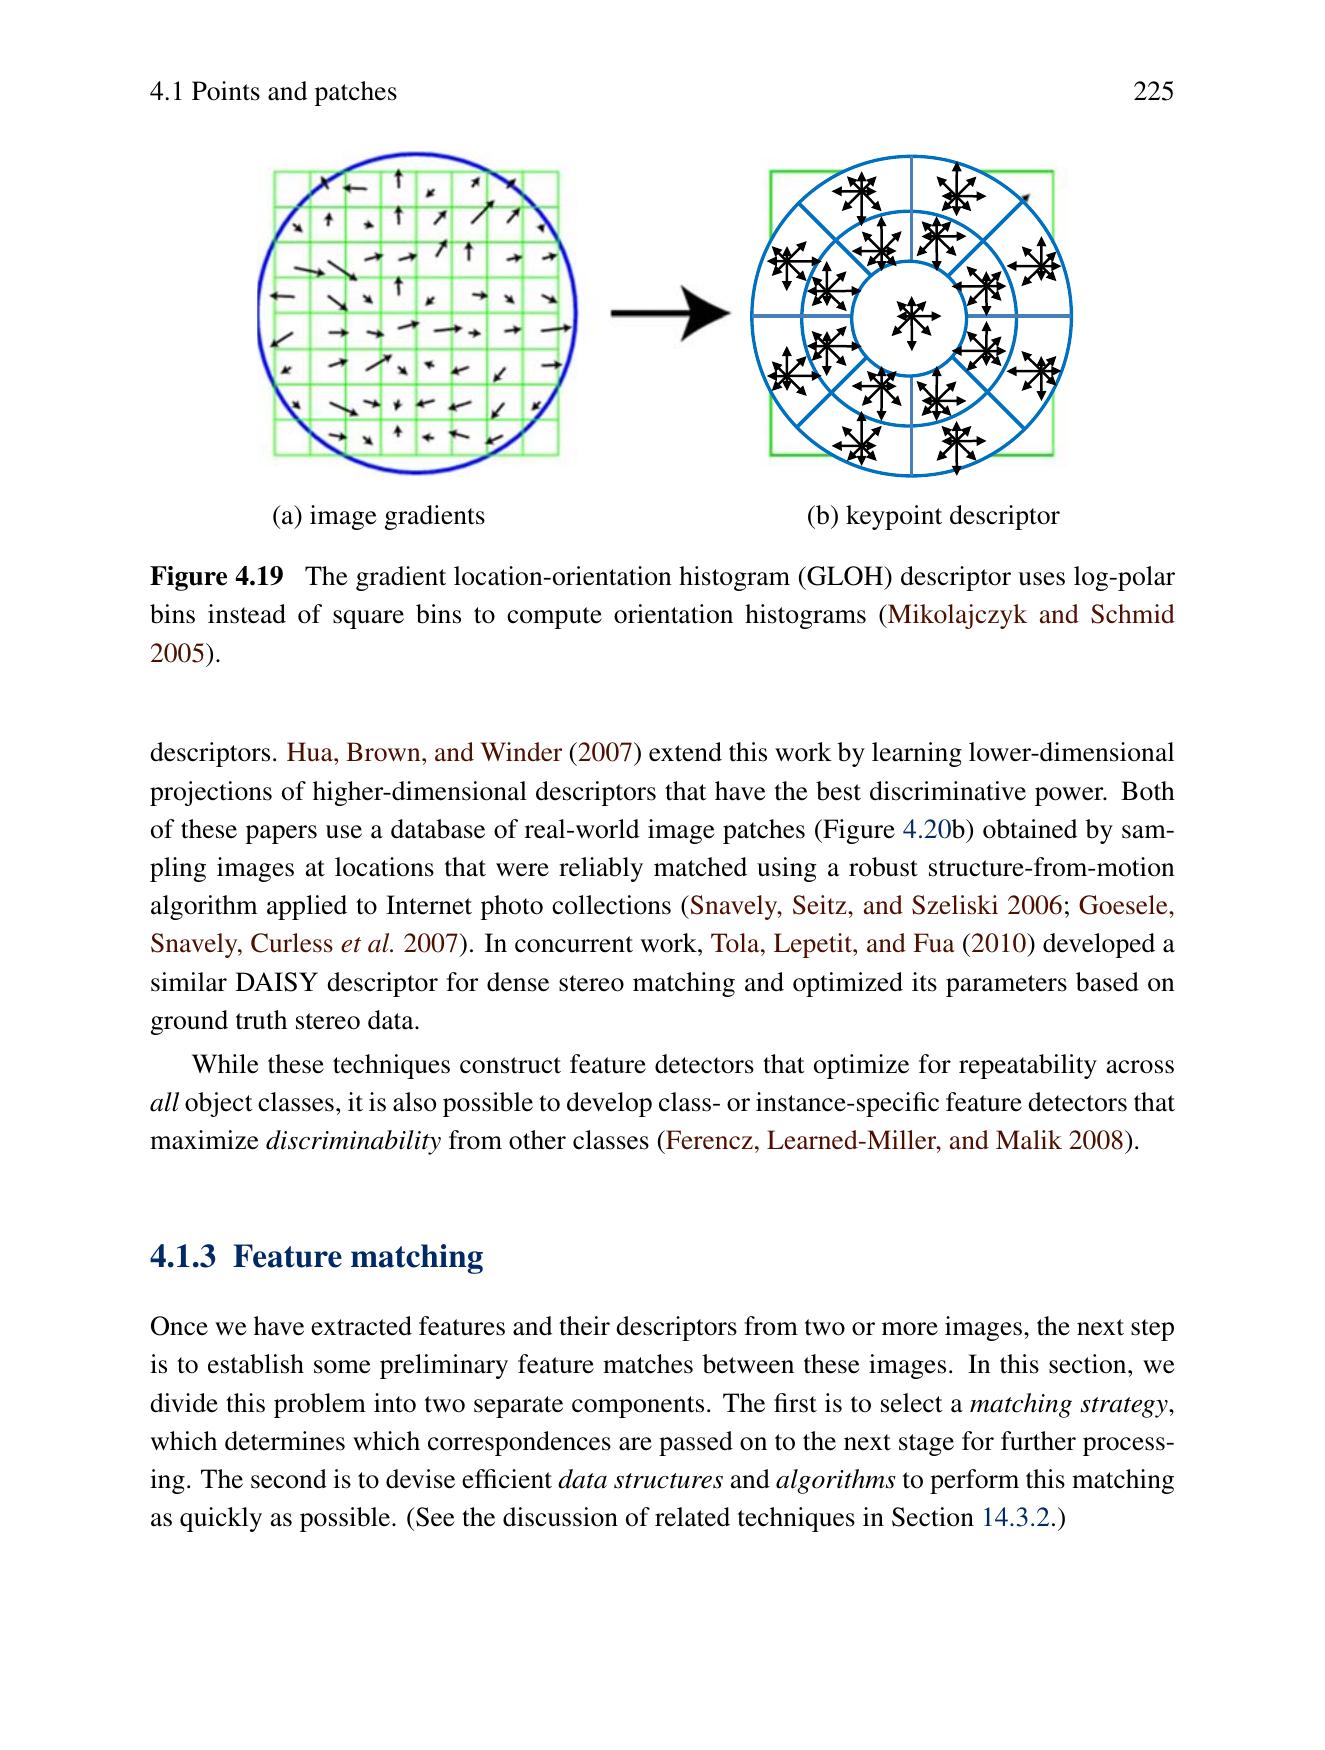 4.1 Points and patches 225
(a) image gradients (b) keypoint descriptor
Figure 4.19 The gradient location-orientation histogram (GLOH) descriptor uses log-polar
bins instead of square bins to compute orientation histograms (Mikolajczyk and Schmid
2005).
descriptors. Hua, Brown, and Winder (2007) extend this work by learning lower-dimensional
projections of higher-dimensional descriptors that have the best discriminative power. Both
of these papers use a database of real-world image patches (Figure 4.20b) obtained by sam-
pling images at locations that were reliably matched using a robust structure-from-motion
algorithm applied to Internet photo collections (Snavely, Seitz, and Szeliski 2006; Goesele,
Snavely, Curless et al. 2007). In concurrent work, Tola, Lepetit, and Fua (2010) developed a
similar DAISY descriptor for dense stereo matching and optimized its parameters based on
ground truth stereo data.
While these techniques construct feature detectors that optimize for repeatability across
all object classes, it is also possible to develop class- or instance-specific feature detectors that
maximize discriminability from other classes (Ferencz, Learned-Miller, and Malik 2008).
4.1.3 Feature matching
Once we have extracted features and their descriptors from two or more images, the next step
is to establish some preliminary feature matches between these images. In this section, we
divide this problem into two separate components. The first is to select a matching strategy,
which determines which correspondences are passed on to the next stage for further process-
ing. The second is to devise efficient data structures and algorithms to perform this matching
as quickly as possible. (See the discussion of related techniques in Section 14.3.2.)